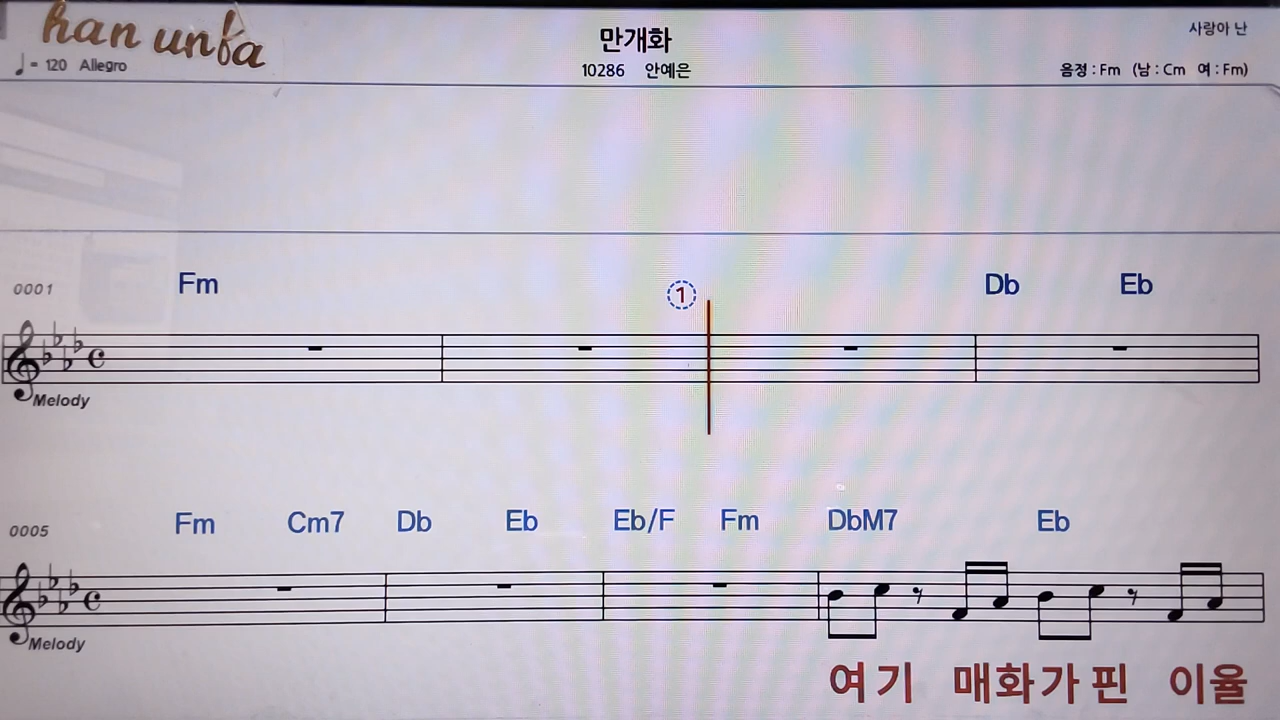 han unfa
만개화
사랑아 난
♩= 120 Allegro
10286 안예은
음정 : Fm (남 : Cm 여 : Fm)
0001 Fm ① Db Eb
Melody
0005 Fm Cm7 Db Eb Eb/F Fm DbM7 Eb
Melody
여기 매화가 핀 이율